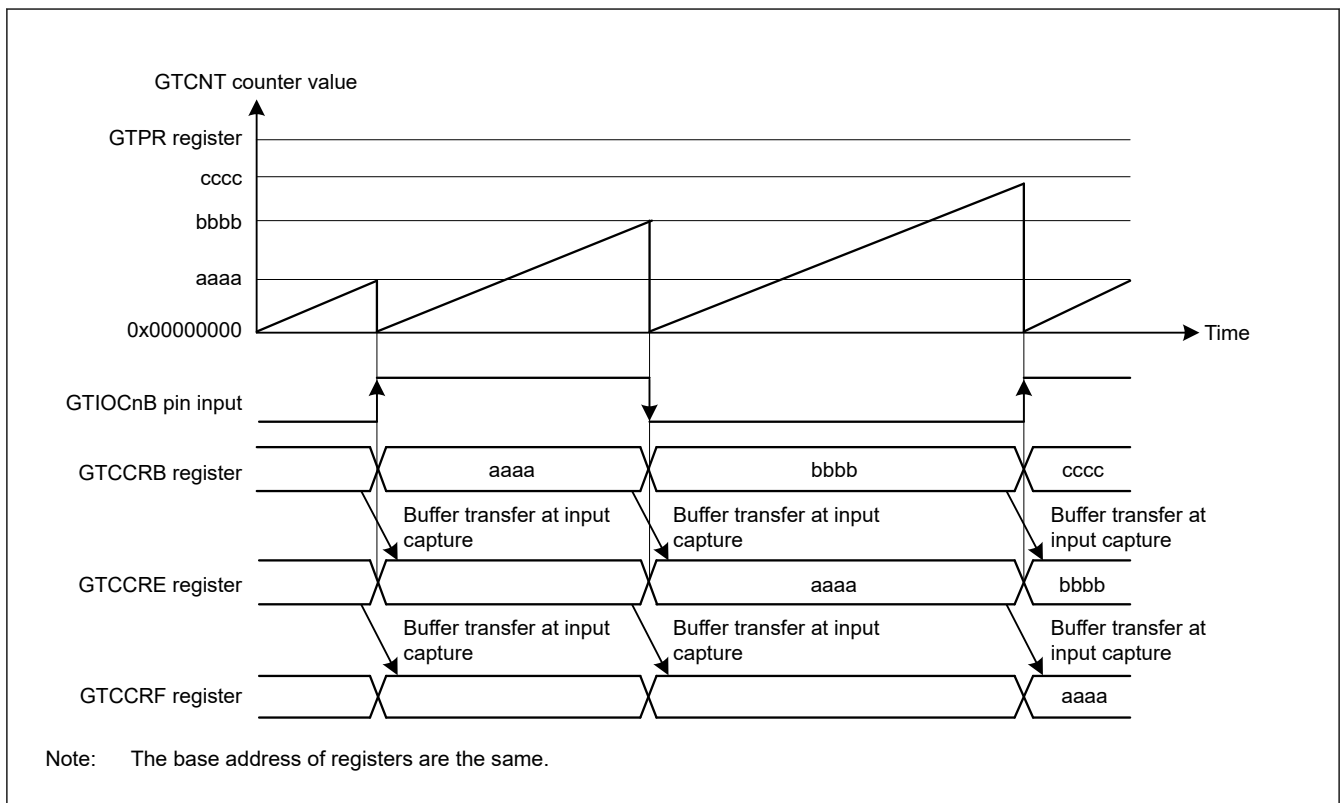 GTCNT counter value
GTPR register
cccc
bbbb
aaaa
0x00000000
Time
GTIOCnB pin input
GTCCRB register
aaaa
bbbb
cccc
Buffer transfer at input
capture
Buffer transfer at input
capture
Buffer transfer at
input capture
GTCCRE register
aaaa
bbbb
Buffer transfer at input
capture
Buffer transfer at input
capture
Buffer transfer at
input capture
GTCCRF register
aaaa
Note: The base address of registers are the same.